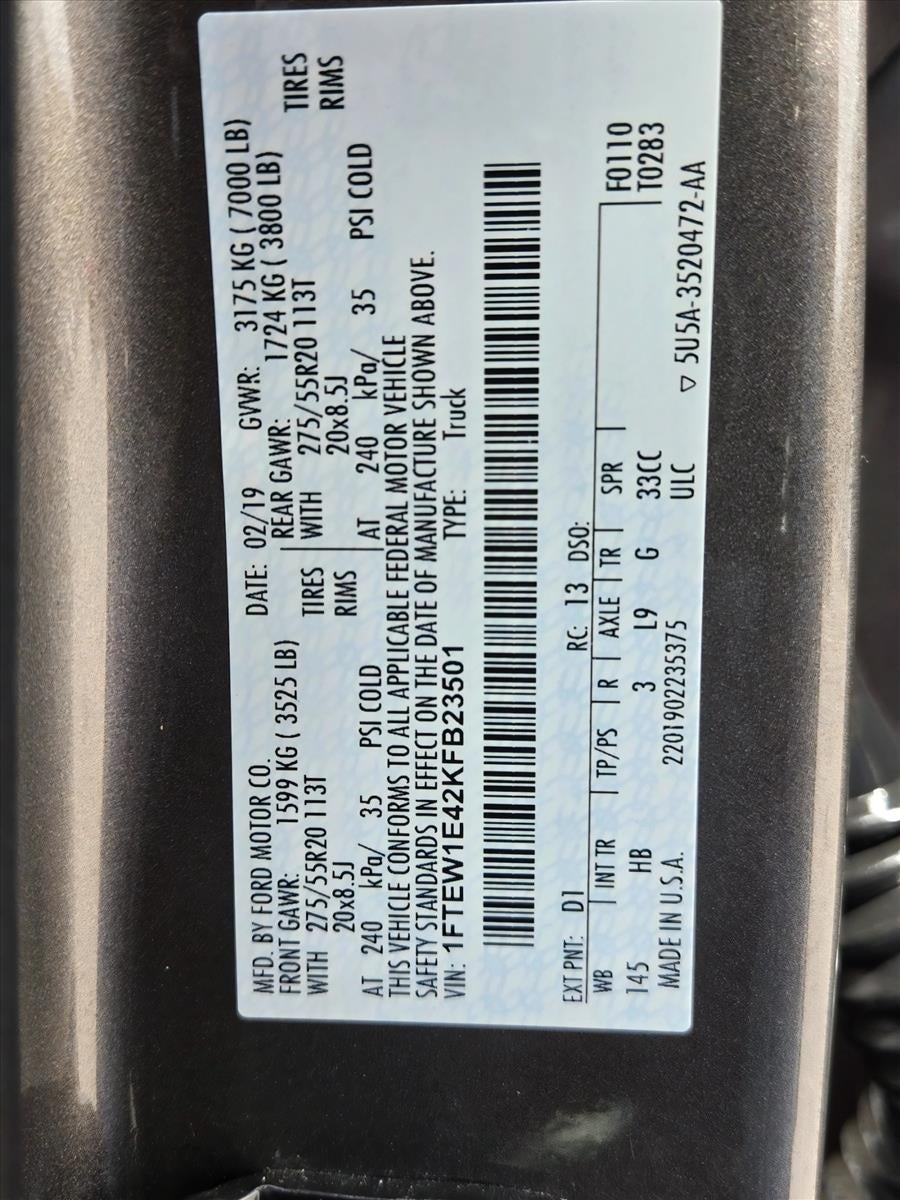 MFD. BY FORD MOTOR CO. DATE: 02/19 GVWR: 3175 KG ( 7000 LB)
FRONT GAWR: 1599 KG ( 3525 LB) REAR GAWR: 1724 KG ( 3800 LB)
WITH 275/55R20 113T TIRES WITH 275/55R20 113T TIRES
20x8.5J RIMS 20x8.5J RIMS
AT 240 kPa/ 35 PSI COLD AT 240 kPa/ 35 PSI COLD
THIS VEHICLE CONFORMS TO ALL APPLICABLE FEDERAL MOTOR VEHICLE
SAFETY STANDARDS IN EFFECT ON THE DATE OF MANUFACTURE SHOWN ABOVE.
VIN: 1FTEW1E42KFB23501 TYPE: Truck
EXT PNT: D1 RC: 13 DSO:
WB INT TR TP/PS R AXLE TR SPR F0110
145 HB 3 L9 G 33CC T0283
MADE IN U.S.A. 2201902235375 ULC
▽ 5U5A-3520472-AA